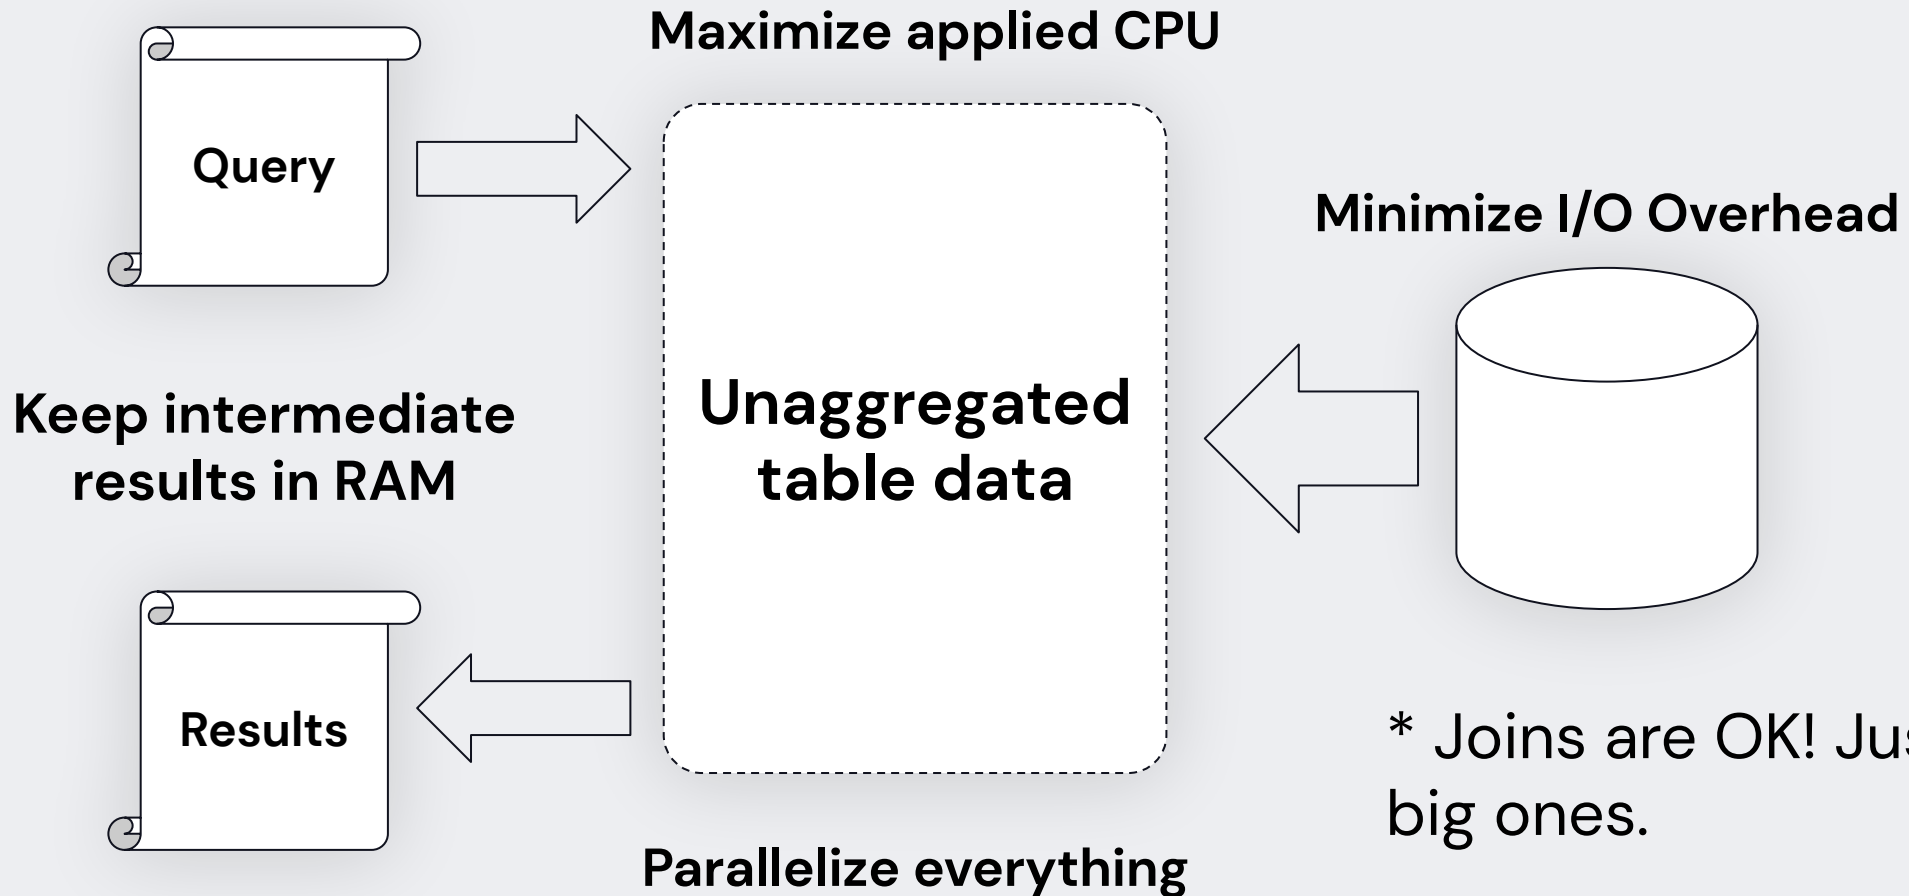 Maximize applied CPU
Query
Minimize I/O Overhead
Keep intermediate
results in RAM
Unaggregated
table data
Results
* Joins are OK! Jus
big ones.
Parallelize everything